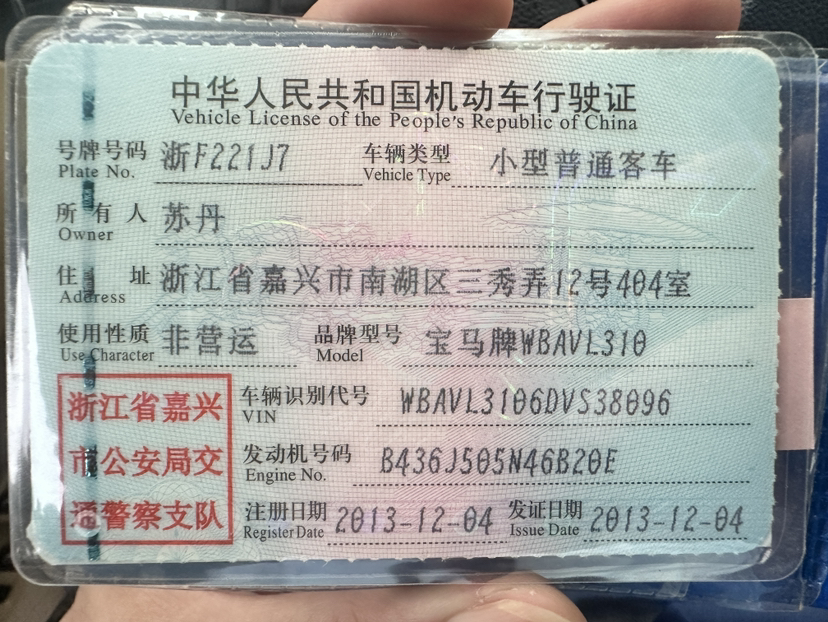 中华人民共和国机动车行驶证
Vehicle License of the People's Republic of China
号牌号码 浙F221J7 车辆类型 小型普通客车
Plate No. Vehicle Type
所有人 苏丹
Owner
住址 浙江省嘉兴市南湖区三秀弄12号404室
Address
使用性质 非营运 品牌型号 宝马牌WBAVL310
Use Character Model
浙江省嘉兴
市公安局交
通警察支队
车辆识别代号 WBAVL3106DVS38096
VIN
发动机号码 B436J505N46B20E
Engine No.
注册日期 2013-12-04 发证日期 2013-12-04
Register Date Issue Date